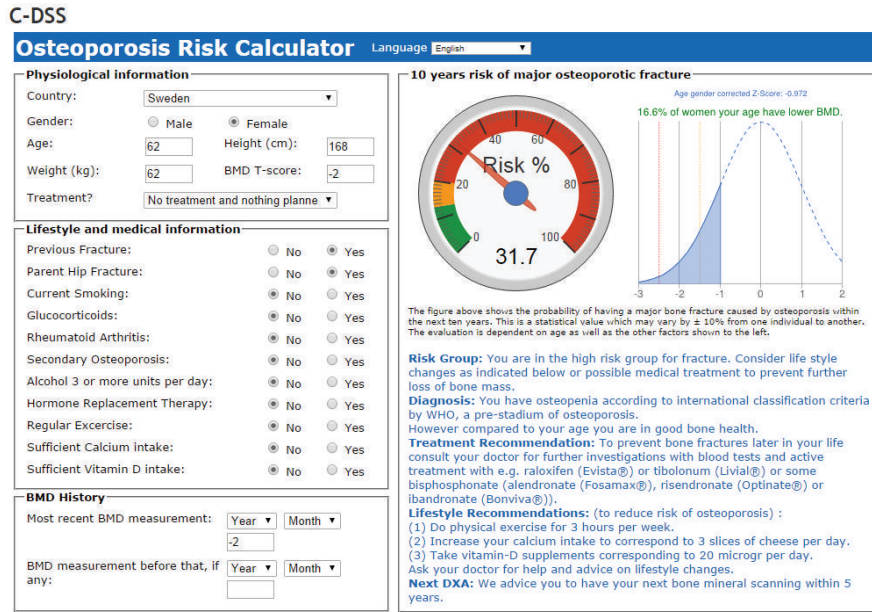 C-DSS
Osteoporosis Risk Calculator Language English
Physiological information
Country: Sweden
Gender: Male Female
Age: 62 Height (cm): 168
Weight (kg): 62 BMD T-score: -2
Treatment? No treatment and nothing planne
Lifestyle and medical information
Previous Fracture: No Yes
Parent Hip Fracture: No Yes
Current Smoking: No Yes
Glucocorticoids: No Yes
Rheumatoid Arthritis: No Yes
Secondary Osteoporosis: No Yes
Alcohol 3 or more units per day: No Yes
Hormone Replacement Therapy: No Yes
Regular Excercise: No Yes
Sufficient Calcium intake: No Yes
Sufficient Vitamin D intake: No Yes
BMD History
Most recent BMD measurement: Year Month
-2
BMD measurement before that, if any: Year Month
10 years risk of major osteoporotic fracture
0 20 40 60 80 100
Risk %
31.7
Age gender corrected Z-Score: -0.972
16.6% of women your age have lower BMD.
-3 -2 -1 0 1 2
The figure above shows the probability of having a major bone fracture caused by osteoporosis within
the next ten years. This is a statistical value which may vary by ± 10% from one individual to another.
The evaluation is dependent on age as well as the other factors shown to the left.
Risk Group: You are in the high risk group for fracture. Consider life style
changes as indicated below or possible medical treatment to prevent further
loss of bone mass.
Diagnosis: You have osteopenia according to international classification criteria
by WHO, a pre-stadium of osteoporosis.
However compared to your age you are in good bone health.
Treatment Recommendation: To prevent bone fractures later in your life
consult your doctor for further investigations with blood tests and active
treatment with e.g. raloxifen (Evista®) or tibolonum (Livial®) or some
bisphosphonate (alendronate (Fosamax®), risendronate (Optinate®) or
ibandronate (Bonviva®)).
Lifestyle Recommendations: (to reduce risk of osteoporosis) :
(1) Do physical exercise for 3 hours per week.
(2) Increase your calcium intake to correspond to 3 slices of cheese per day.
(3) Take vitamin-D supplements corresponding to 20 microgr per day.
Ask your doctor for help and advice on lifestyle changes.
Next DXA: We advice you to have your next bone mineral scanning within 5
years.